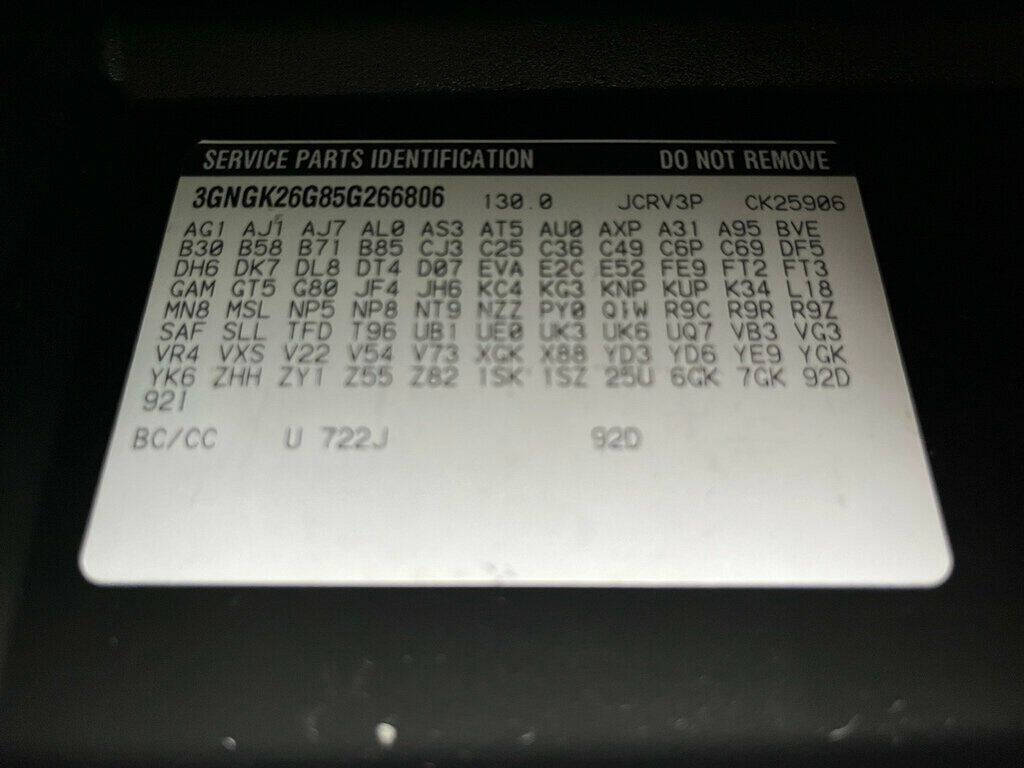 SERVICE PARTS IDENTIFICATION DO NOT REMOVE
3GNGK26G85G266806 130.0 JCRV3P CK25906
AG1 AJ1 AJ7 AL0 AS3 AT5 AU0 AXP A31 A95 BVE
B30 B58 B71 B85 CJ3 C25 C36 C49 C6P C69 DF5
DH6 DK7 DL8 DT4 D07 EVA E2C E52 FE9 FT2 FT3
GAM GT5 G80 JF4 JH6 KC4 KG3 KNP KUP K34 L18
MN8 MSL NP5 NP8 NT9 NZZ PY0 Q1W R9C R9R R9Z
SAF SLL TFD T96 UB1 UE0 UK3 UK6 UQ7 VB3 VG3
VR4 VXS V22 V54 V73 XGK X88 YD3 YD6 YE9 YGK
YK6 ZHH ZY1 Z55 Z82 1SK 1SZ 25U 6GK 7GK 92D
92I
BC/CC U 722J 92D